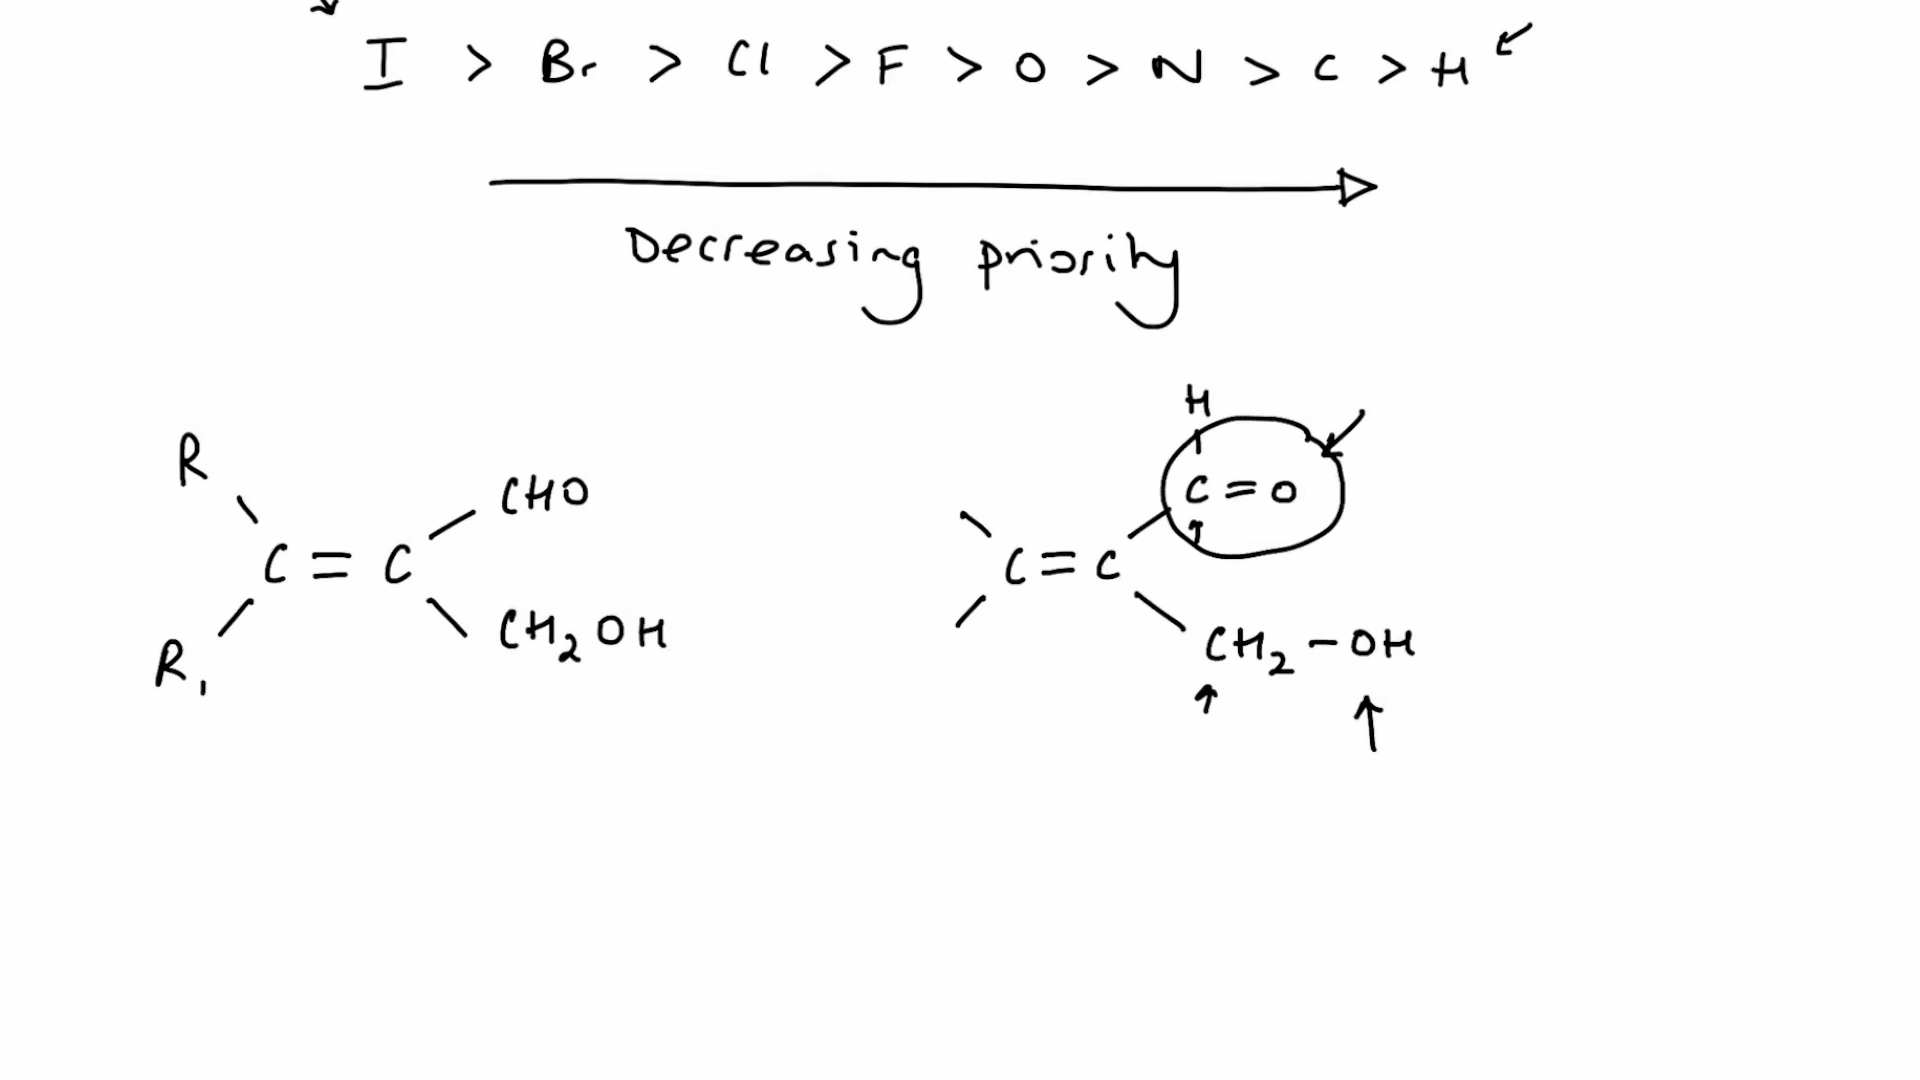 I > Br > Cl > F > O > N > C > H
Decreasing priority
R
CHO
C = C
R₁
CH₂OH
H
C = O
C = C
CH₂ - OH